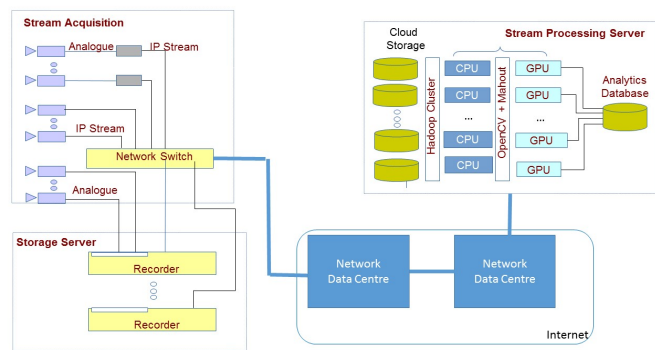 Stream Acquisition
Analogue
IP Stream
IP Stream
Network Switch
Analogue
Storage Server
Recorder
Recorder
Stream Processing Server
Cloud
Storage
Hadoop Cluster
CPU
CPU
...
CPU
CPU
OpenCV + Mahout
GPU
GPU
...
GPU
GPU
Analytics
Database
Network
Data Centre
Network
Data Centre
Internet